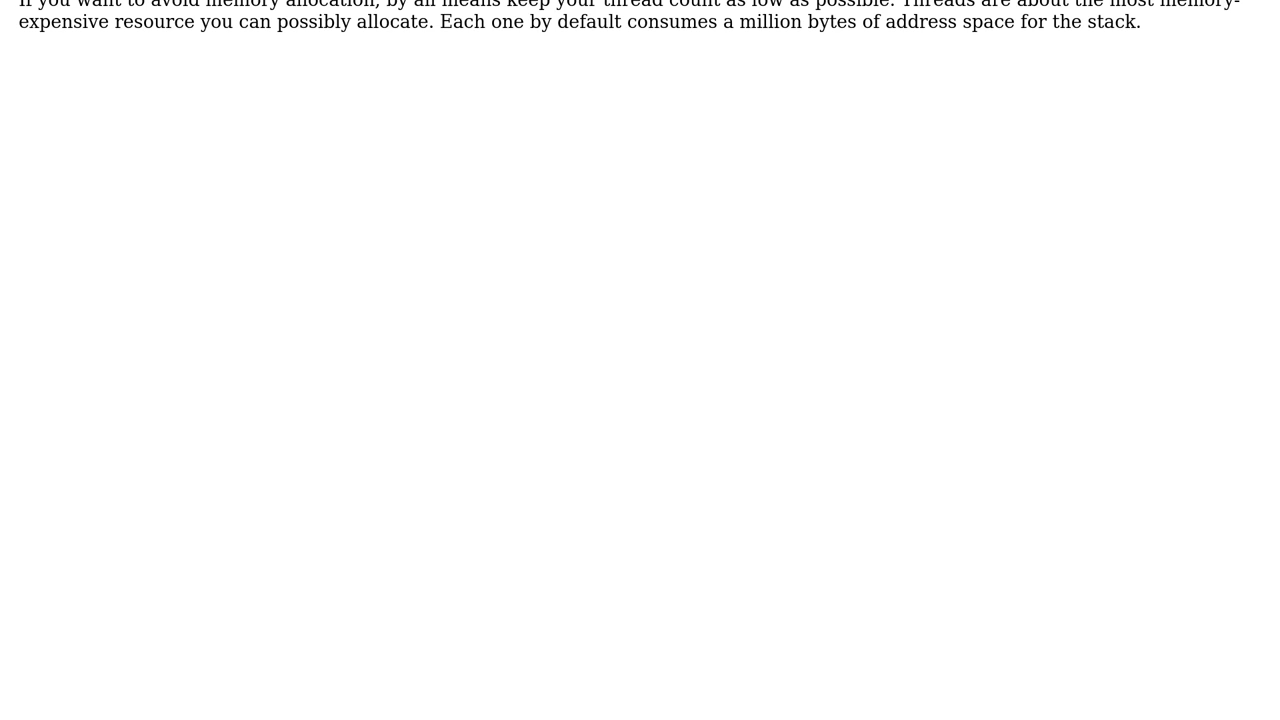 If you want to avoid memory allocation, by all means keep your thread count as low as possible. Threads are about the most memory-
expensive resource you can possibly allocate. Each one by default consumes a million bytes of address space for the stack.